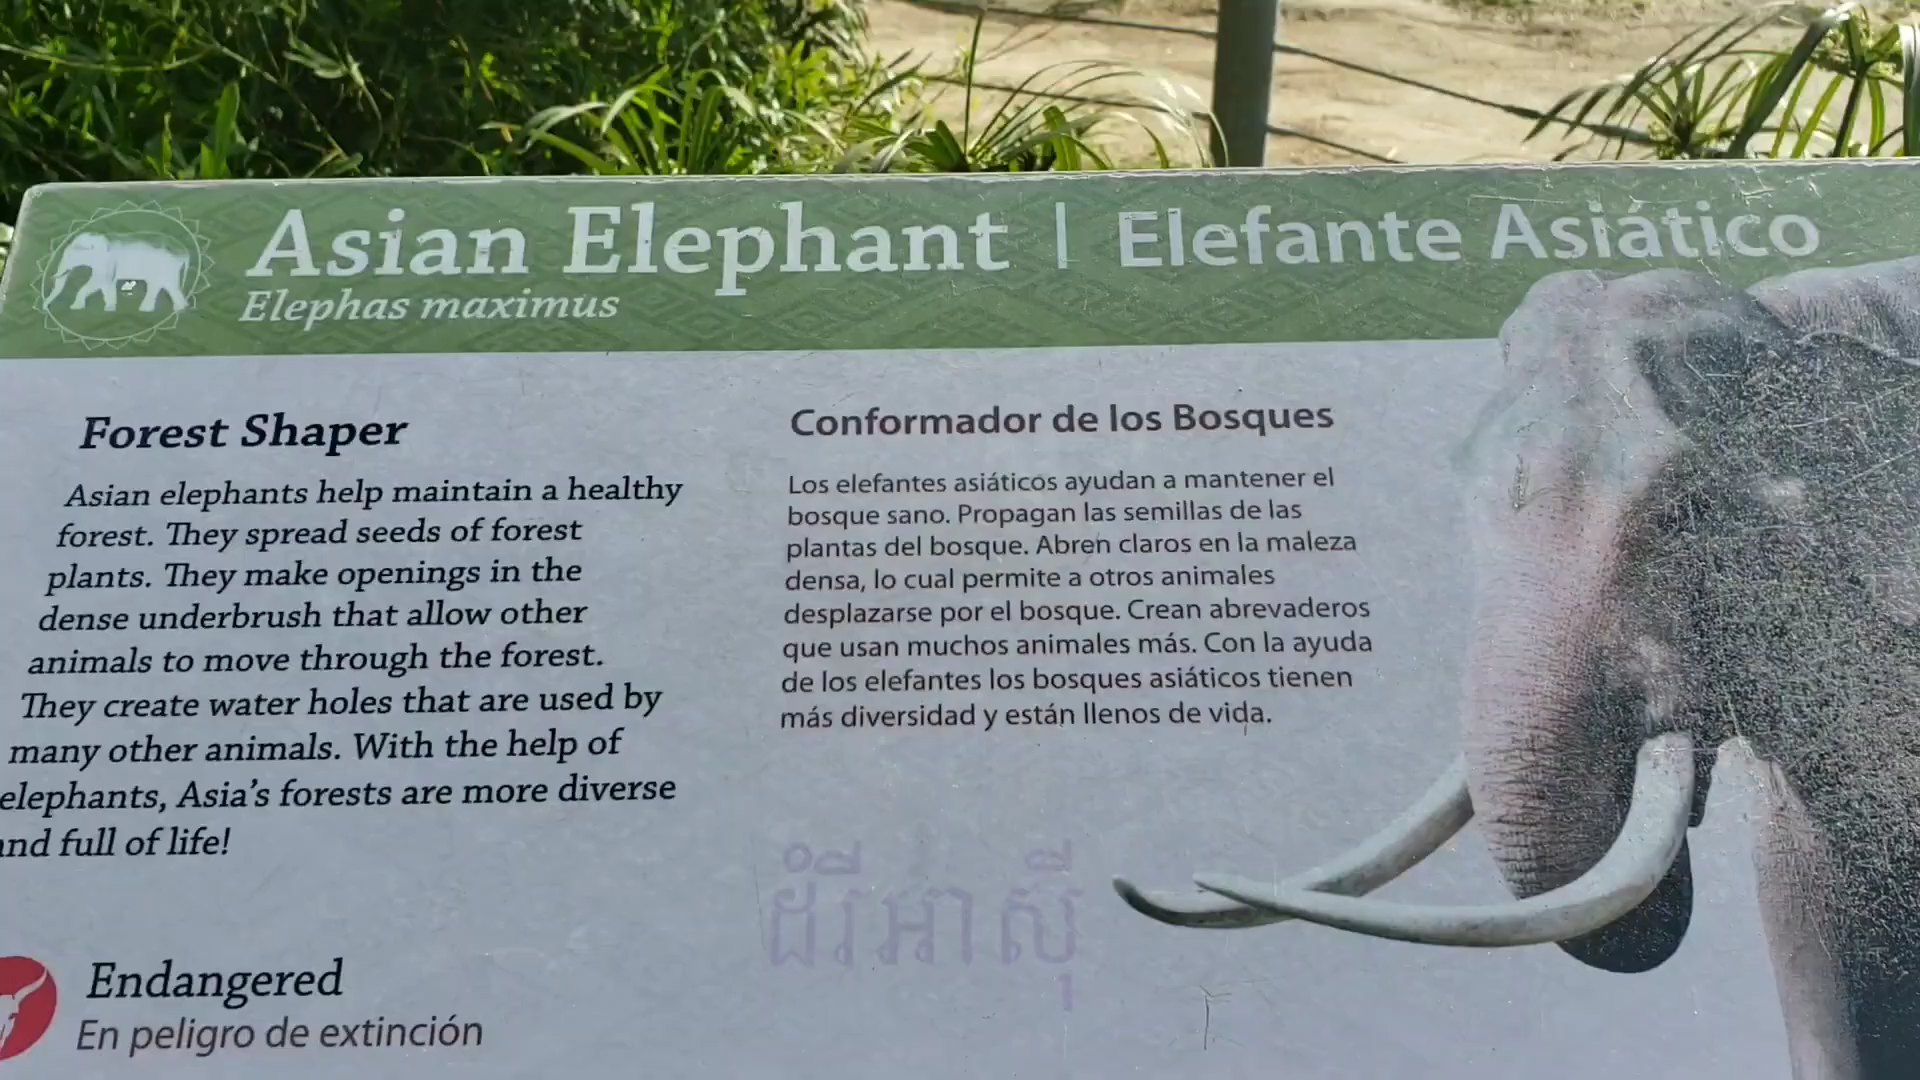 Asian Elephant | Elefante Asiático
Elephas maximus
Forest Shaper
Asian elephants help maintain a healthy
forest. They spread seeds of forest
plants. They make openings in the
dense underbrush that allow other
animals to move through the forest.
They create water holes that are used by
many other animals. With the help of
elephants, Asia's forests are more diverse
and full of life!
Conformador de los Bosques
Los elefantes asiáticos ayudan a mantener el
bosque sano. Propagan las semillas de las
plantas del bosque. Abren claros en la maleza
densa, lo cual permite a otros animales
desplazarse por el bosque. Crean abrevaderos
que usan muchos animales más. Con la ayuda
de los elefantes los bosques asiáticos tienen
más diversidad y están llenos de vida.
ដំរីអាស៊ី
Endangered
En peligro de extinción